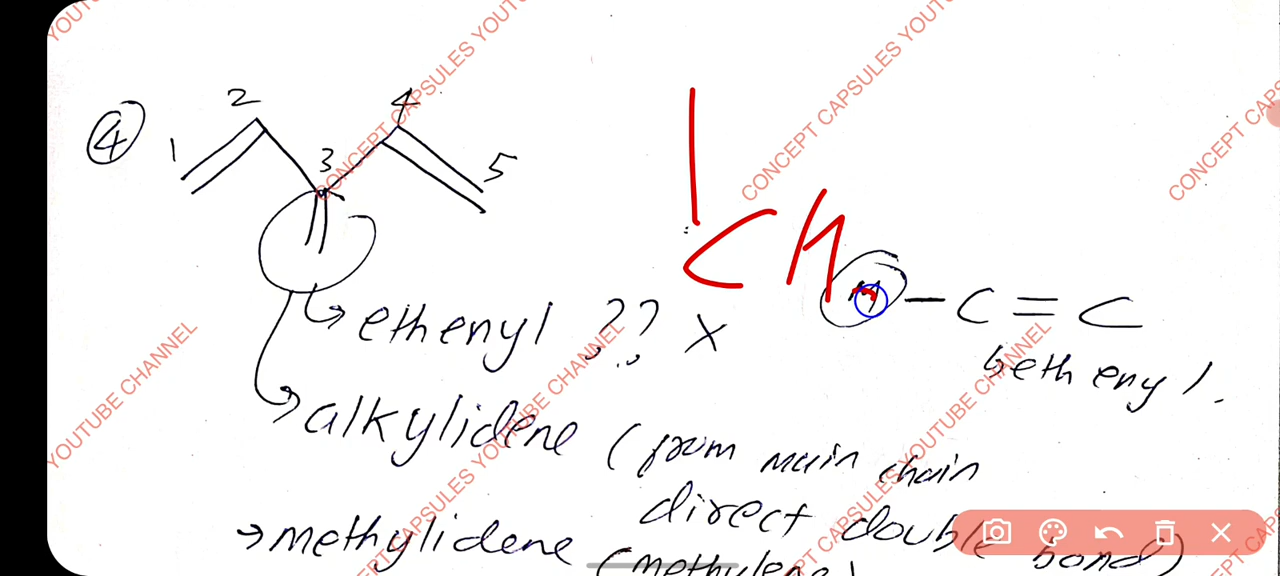 ④
1 2 3 4 5
CH
M - C = C
ethenyl ?? X
ethenyl.
alkylidene (from main chain
direct double bond)
→ methylidene (methylene)
CONCEPT CAPSULES YOUTUBE CHANNEL